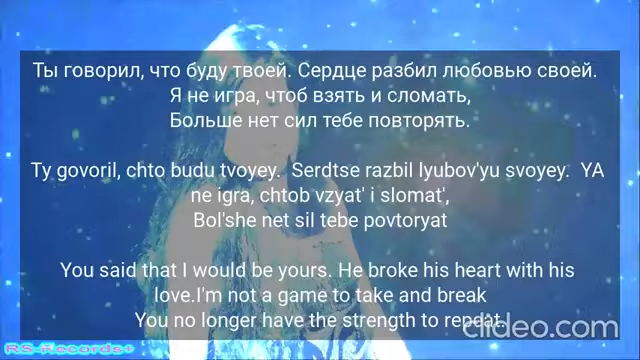 Ты говорил, что буду твоей. Сердце разбил любовью своей.
Я не игра, чтоб взять и сломать,
Больше нет сил тебе повторять.
Ty govoril, chto budu tvoyey. Serdtse razbil lyubov'yu svoyey. YA
ne igra, chtob vzyat' i slomat',
Bol'she net sil tebe povtoryat
You said that I would be yours. He broke his heart with his
love.I'm not a game to take and break
You no longer have the strength to repeat.
clideo.com
RS-Records+